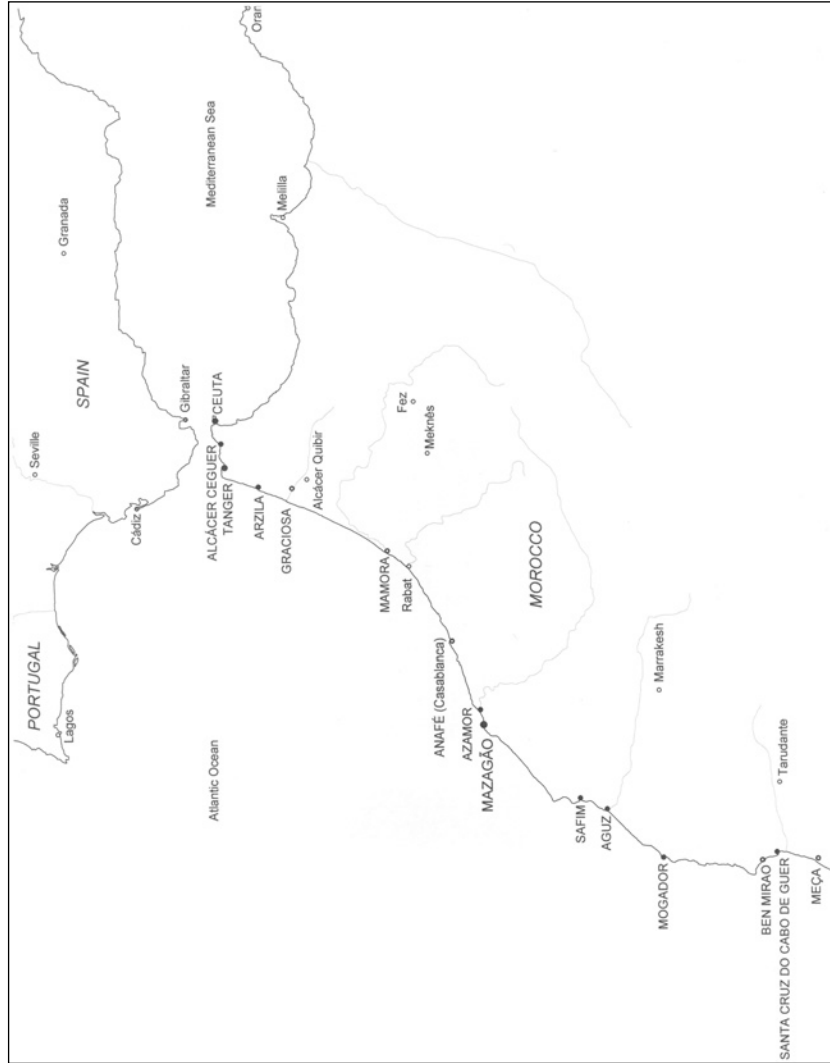 Oran
Mediterranean Sea
Melilla
Granada
SPAIN
Gibraltar
CEUTA
Seville
Cádiz
ALCÁCER CEGUER
TANGER
ARZILA
GRACIOSA
Alcácer Quibir
Fez
Meknês
MAMORA
Rabat
MOROCCO
PORTUGAL
Lagos
Atlantic Ocean
ANAFÉ (Casablanca)
AZAMOR
MAZAGÃO
Marrakesh
SAFIM
AGUZ
MOGADOR
Tarudante
BEN MIRAO
SANTA CRUZ DO CABO DE GUER
MEÇA